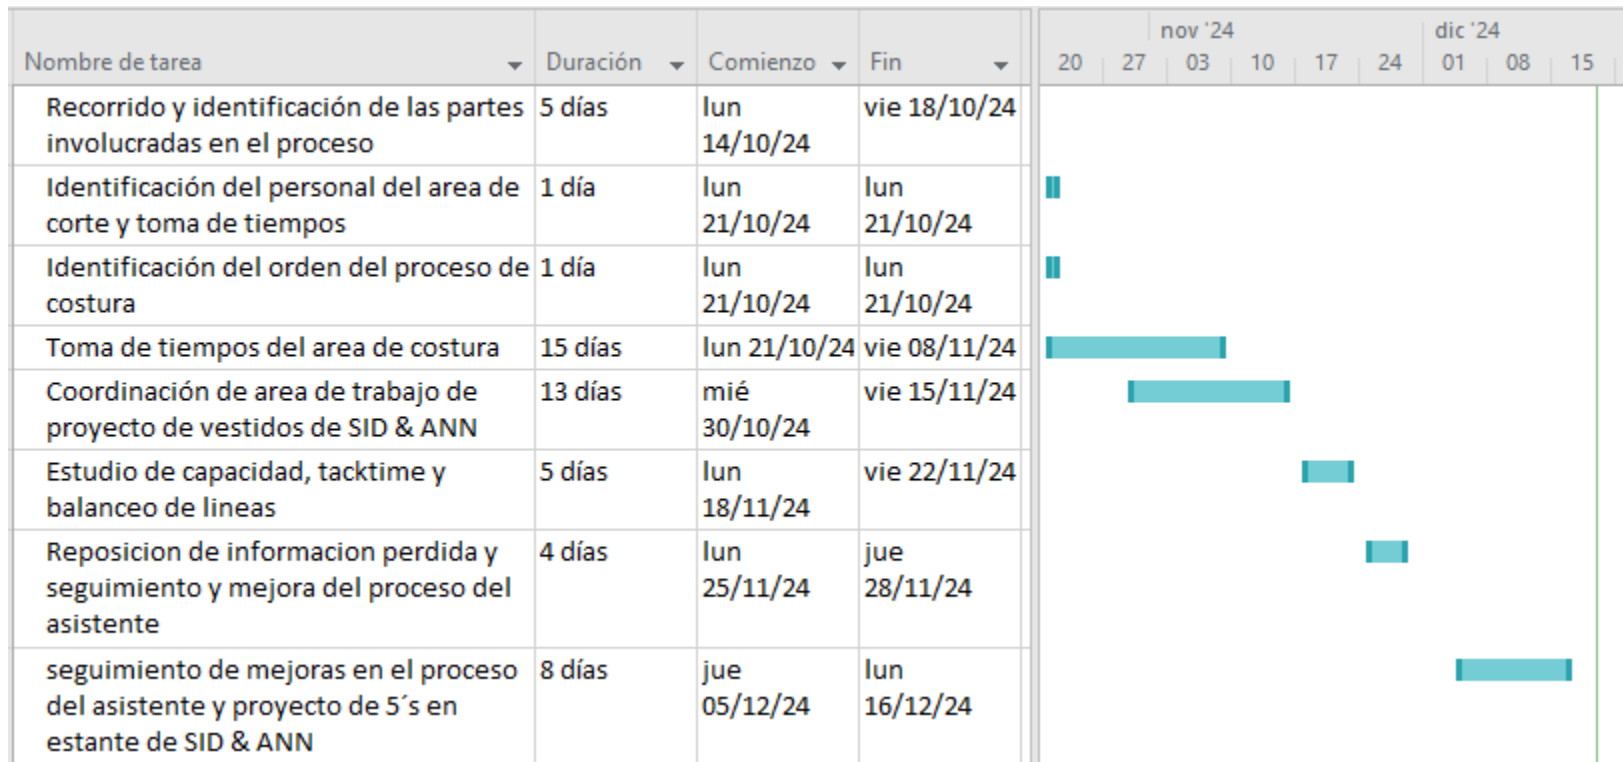 nov '24 dic '24
Nombre de tarea Duración Comienzo Fin 20 27 03 10 17 24 01 08 15
Recorrido y identificación de las partes 5 días lun vie 18/10/24
involucradas en el proceso 14/10/24
Identificación del personal del area de 1 día lun lun
corte y toma de tiempos 21/10/24 21/10/24
Identificación del orden del proceso de 1 día lun lun
costura 21/10/24 21/10/24
Toma de tiempos del area de costura 15 días lun 21/10/24 vie 08/11/24
Coordinación de area de trabajo de 13 días mié vie 15/11/24
proyecto de vestidos de SID & ANN 30/10/24
Estudio de capacidad, tacktime y 5 días lun vie 22/11/24
balanceo de lineas 18/11/24
Reposicion de informacion perdida y 4 días lun jue
seguimiento y mejora del proceso del 25/11/24 28/11/24
asistente
seguimiento de mejoras en el proceso 8 días jue lun
del asistente y proyecto de 5´s en 05/12/24 16/12/24
estante de SID & ANN